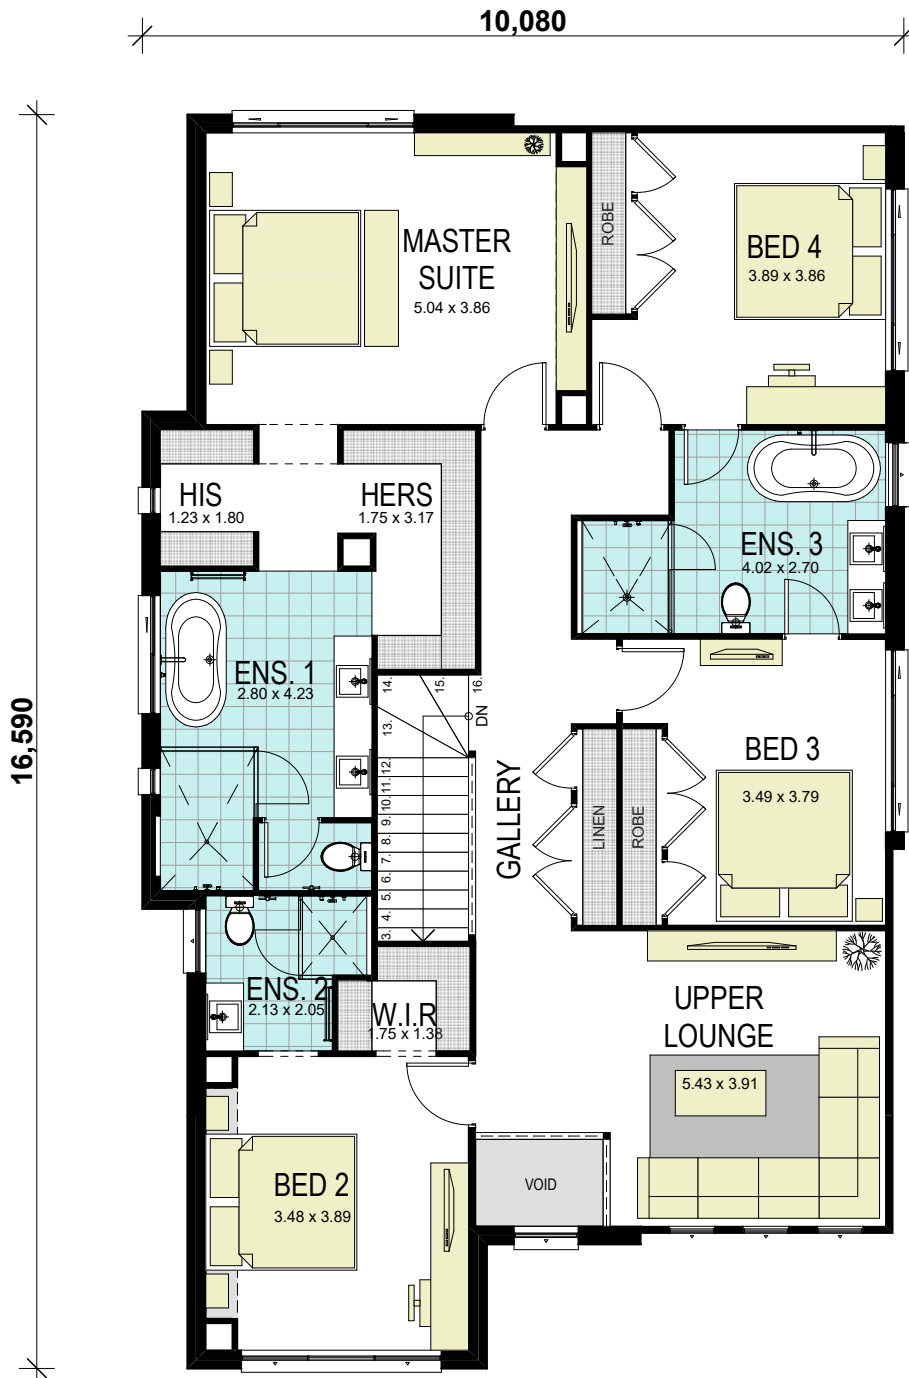 10,080
16,590
MASTER
SUITE
5.04 x 3.86
ROBE
BED 4
3.89 x 3.86
HIS
1.23 x 1.80
HERS
1.75 x 3.17
ENS. 3
4.02 x 2.70
ENS. 1
2.80 x 4.23
14.
15.
16.
DN
13.
12.
11.
10.
9.
8.
7.
6.
5.
4.
3.
GALLERY
LINEN
ROBE
BED 3
3.49 x 3.79
ENS. 2
2.13 x 2.05
W.I.R
1.75 x 1.38
UPPER
LOUNGE
5.43 x 3.91
VOID
BED 2
3.48 x 3.89